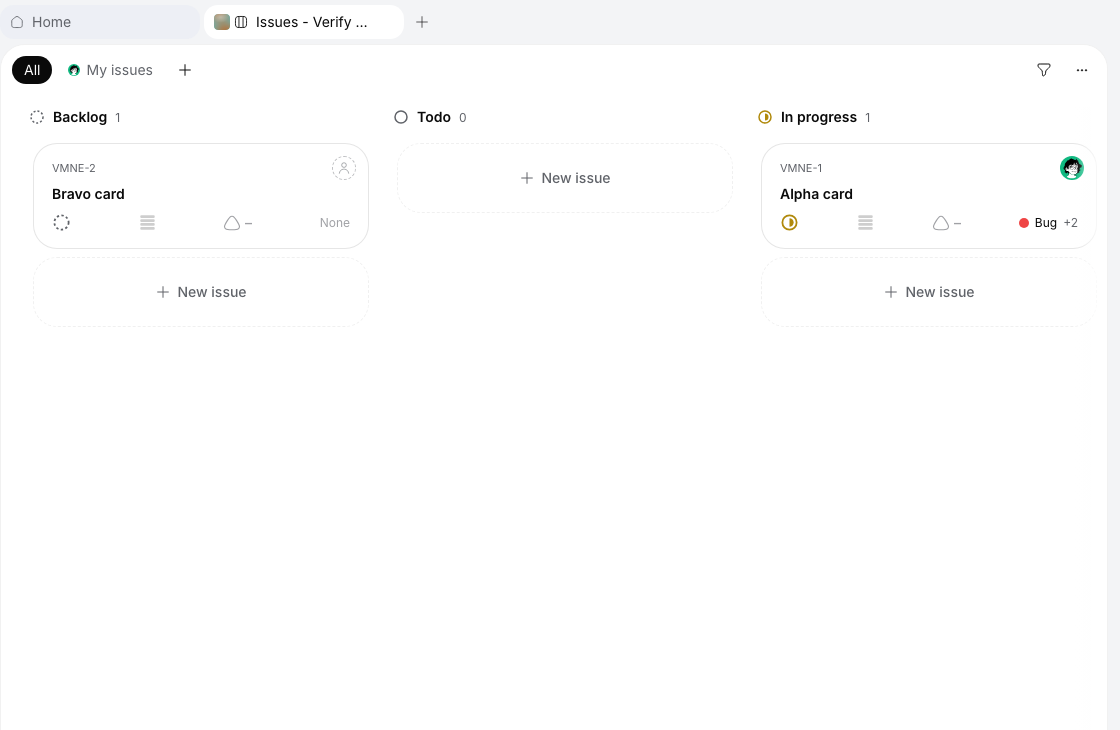 Home
Issues - Verify ...
All
My issues
Backlog 1
Todo 0
In progress 1
VMNE-2
Bravo card
–
None
New issue
New issue
VMNE-1
Alpha card
–
Bug +2
New issue